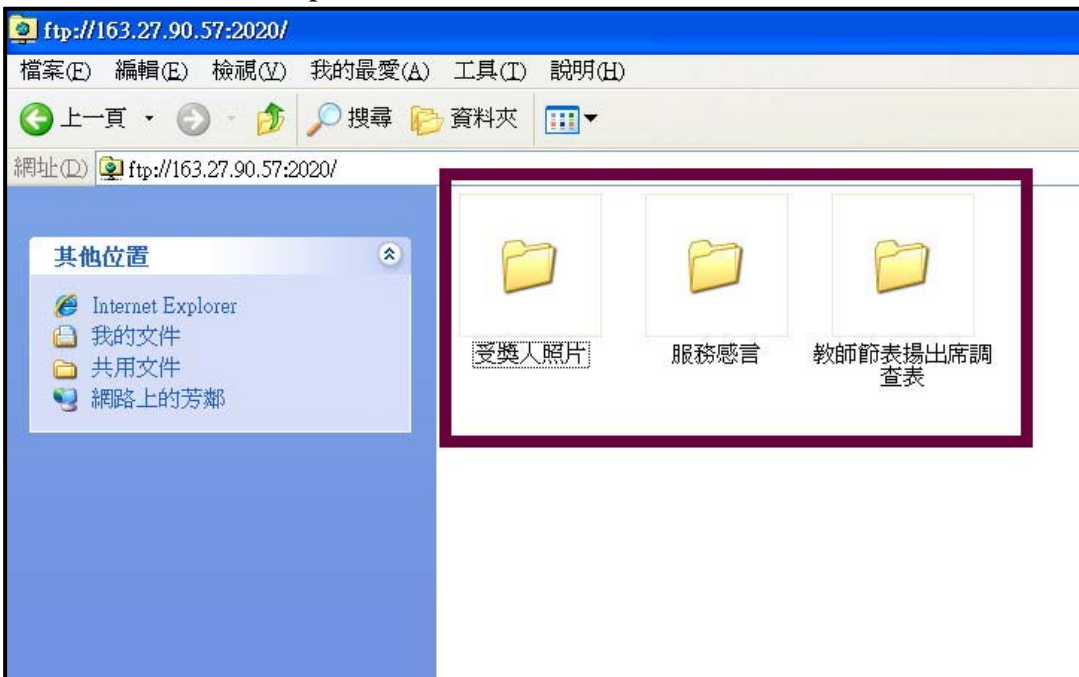 ftp://163.27.90.57:2020/
檔案(F) 編輯(E) 檢視(V) 我的最愛(A) 工具(T) 說明(H)
上一頁 搜尋 資料夾
網址(D) ftp://163.27.90.57:2020/
其他位置
Internet Explorer
我的文件
共用文件
網路上的芳鄰
受獎人照片 服務感言 教師節表揚出席調
查表